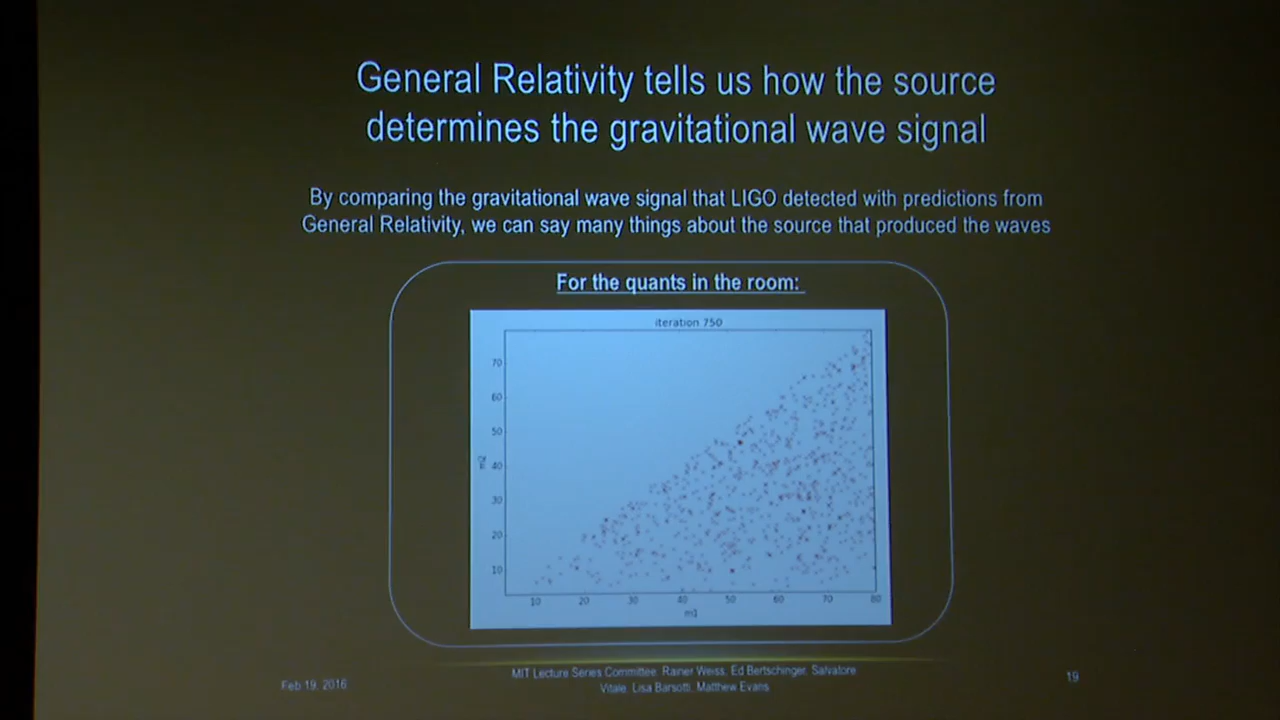 General Relativity tells us how the source
determines the gravitational wave signal
By comparing the gravitational wave signal that LIGO detected with predictions from
General Relativity, we can say many things about the source that produced the waves
For the quants in the room:
iteration 750
70
60
50
40
30
20
10
m2
10 20 30 40 50 60 70 80
m1
Feb 19, 2016
MIT Lecture Series Committee, Rainer Weiss, Ed Bertschinger, Salvatore
Vitale, Lisa Barsotti, Matthew Evans
19